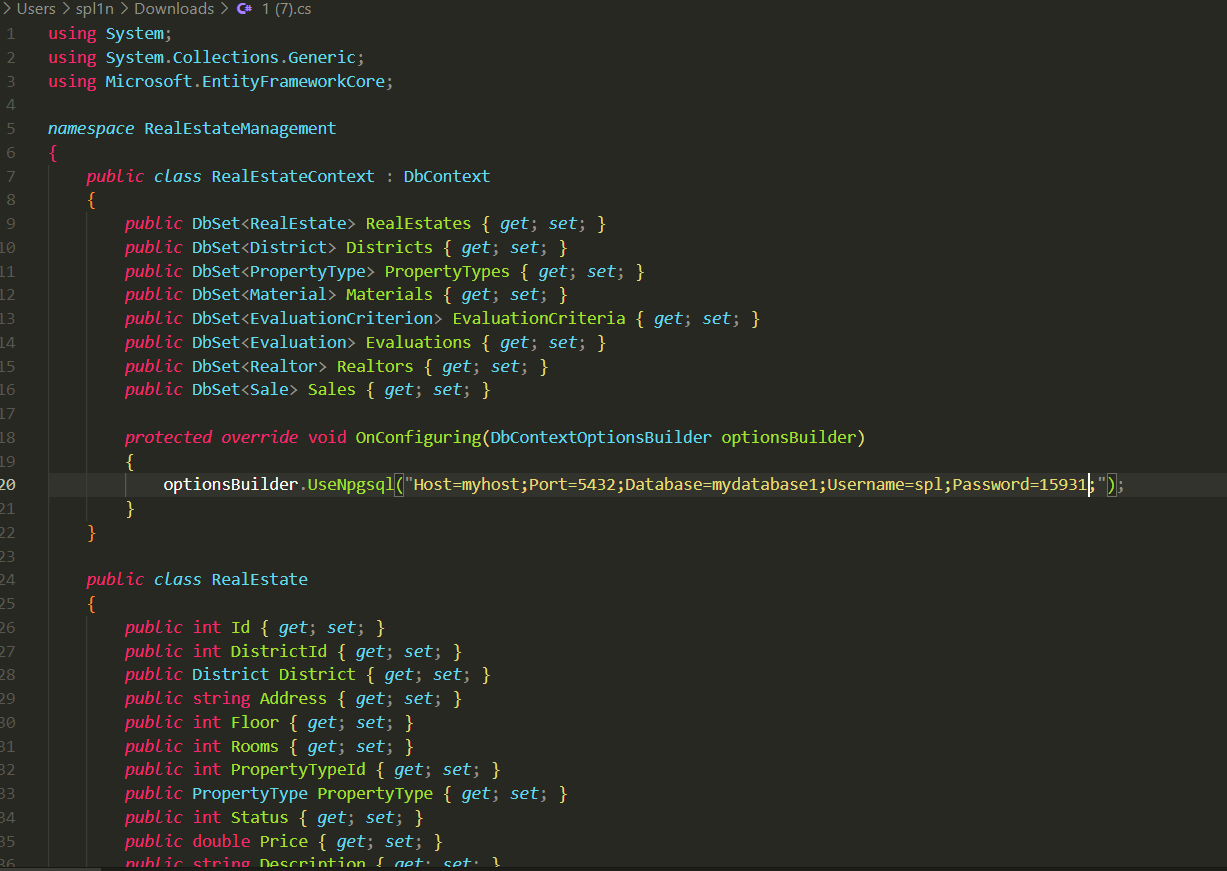 > Users > spl1n > Downloads > C# 1 (7).cs
1 using System;
2 using System.Collections.Generic;
3 using Microsoft.EntityFrameworkCore;
4
5 namespace RealEstateManagement
6 {
7 public class RealEstateContext : DbContext
8 {
9 public DbSet<RealEstate> RealEstates { get; set; }
10 public DbSet<District> Districts { get; set; }
11 public DbSet<PropertyType> PropertyTypes { get; set; }
12 public DbSet<Material> Materials { get; set; }
13 public DbSet<EvaluationCriterion> EvaluationCriteria { get; set; }
14 public DbSet<Evaluation> Evaluations { get; set; }
15 public DbSet<Realtor> Realtors { get; set; }
16 public DbSet<Sale> Sales { get; set; }
17
18 protected override void OnConfiguring(DbContextOptionsBuilder optionsBuilder)
19 {
20 optionsBuilder.UseNpgsql("Host=myhost;Port=5432;Database=mydatabase1;Username=spl;Password=15931;");
21 }
22 }
23
24 public class RealEstate
25 {
26 public int Id { get; set; }
27 public int DistrictId { get; set; }
28 public District District { get; set; }
29 public string Address { get; set; }
30 public int Floor { get; set; }
31 public int Rooms { get; set; }
32 public int PropertyTypeId { get; set; }
33 public PropertyType PropertyType { get; set; }
34 public int Status { get; set; }
35 public double Price { get; set; }
36 public string Description { get; set; }